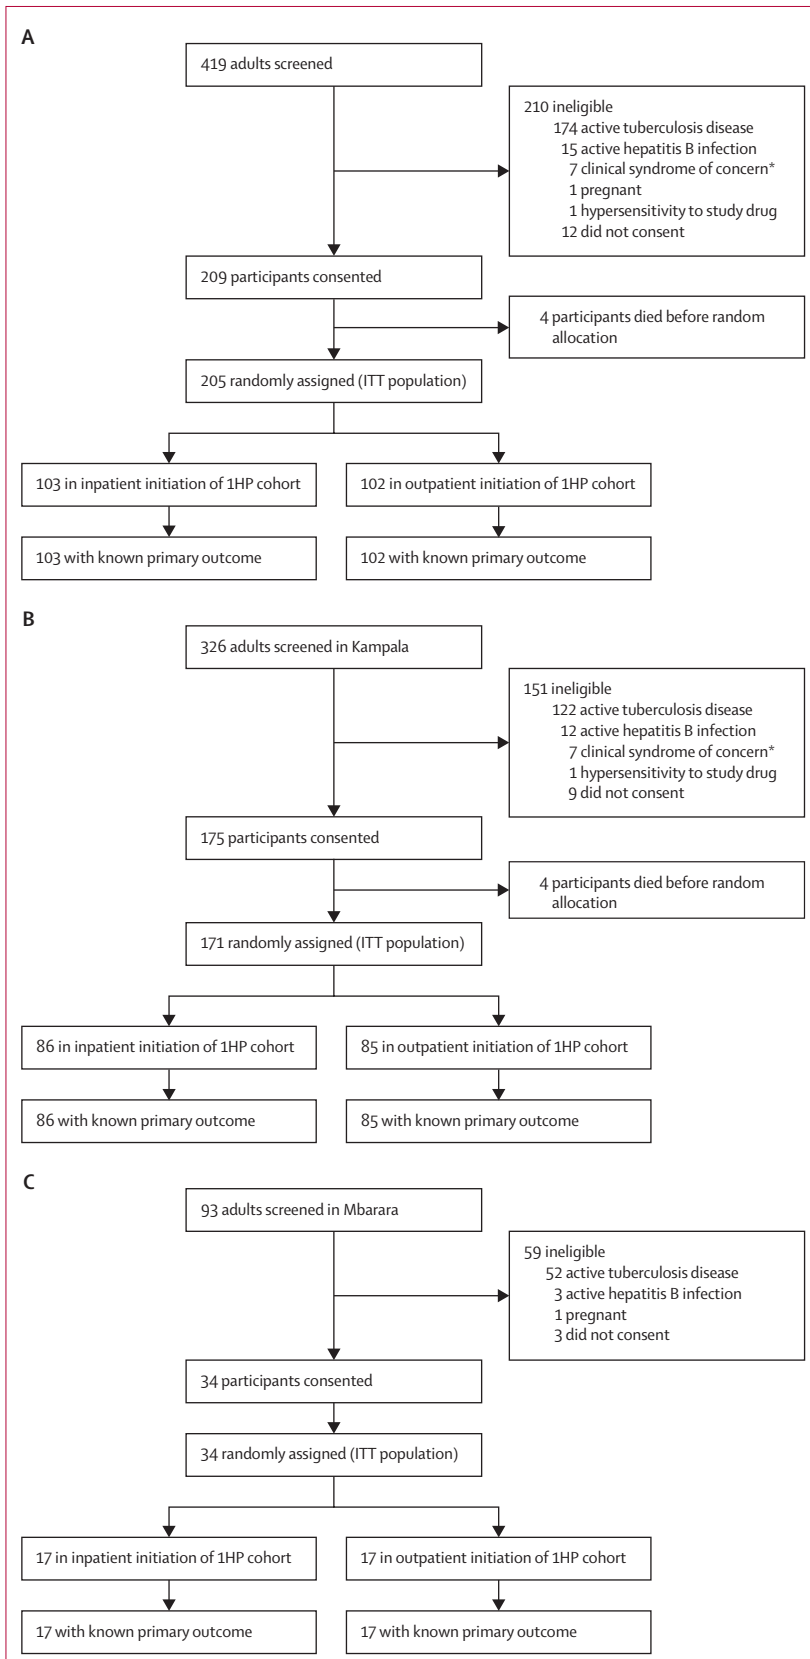 A
419 adults screened
210 ineligible
174 active tuberculosis disease
15 active hepatitis B infection
7 clinical syndrome of concern*
1 pregnant
1 hypersensitivity to study drug
12 did not consent
209 participants consented
4 participants died before random
allocation
205 randomly assigned (ITT population)
103 in inpatient initiation of 1HP cohort
102 in outpatient initiation of 1HP cohort
103 with known primary outcome
102 with known primary outcome
B
326 adults screened in Kampala
151 ineligible
122 active tuberculosis disease
12 active hepatitis B infection
7 clinical syndrome of concern*
1 hypersensitivity to study drug
9 did not consent
175 participants consented
4 participants died before random
allocation
171 randomly assigned (ITT population)
86 in inpatient initiation of 1HP cohort
85 in outpatient initiation of 1HP cohort
86 with known primary outcome
85 with known primary outcome
C
93 adults screened in Mbarara
59 ineligible
52 active tuberculosis disease
3 active hepatitis B infection
1 pregnant
3 did not consent
34 participants consented
34 randomly assigned (ITT population)
17 in inpatient initiation of 1HP cohort
17 in outpatient initiation of 1HP cohort
17 with known primary outcome
17 with known primary outcome